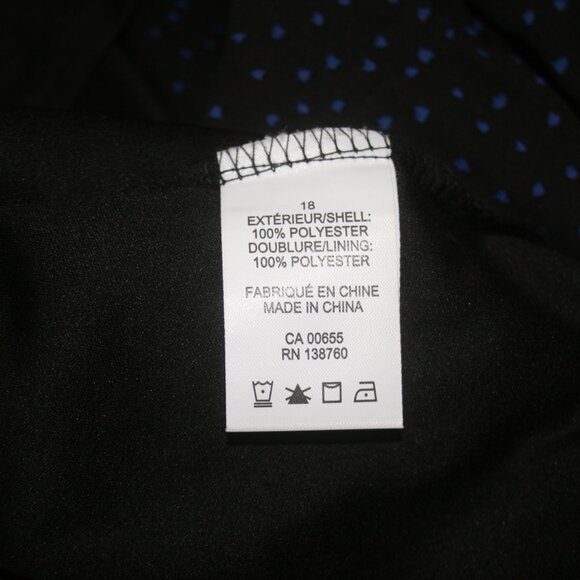 18
EXTÉRIEUR/SHELL:
100% POLYESTER
DOUBLURE/LINING:
100% POLYESTER
FABRIQUÉ EN CHINE
MADE IN CHINA
CA 00655
RN 138760